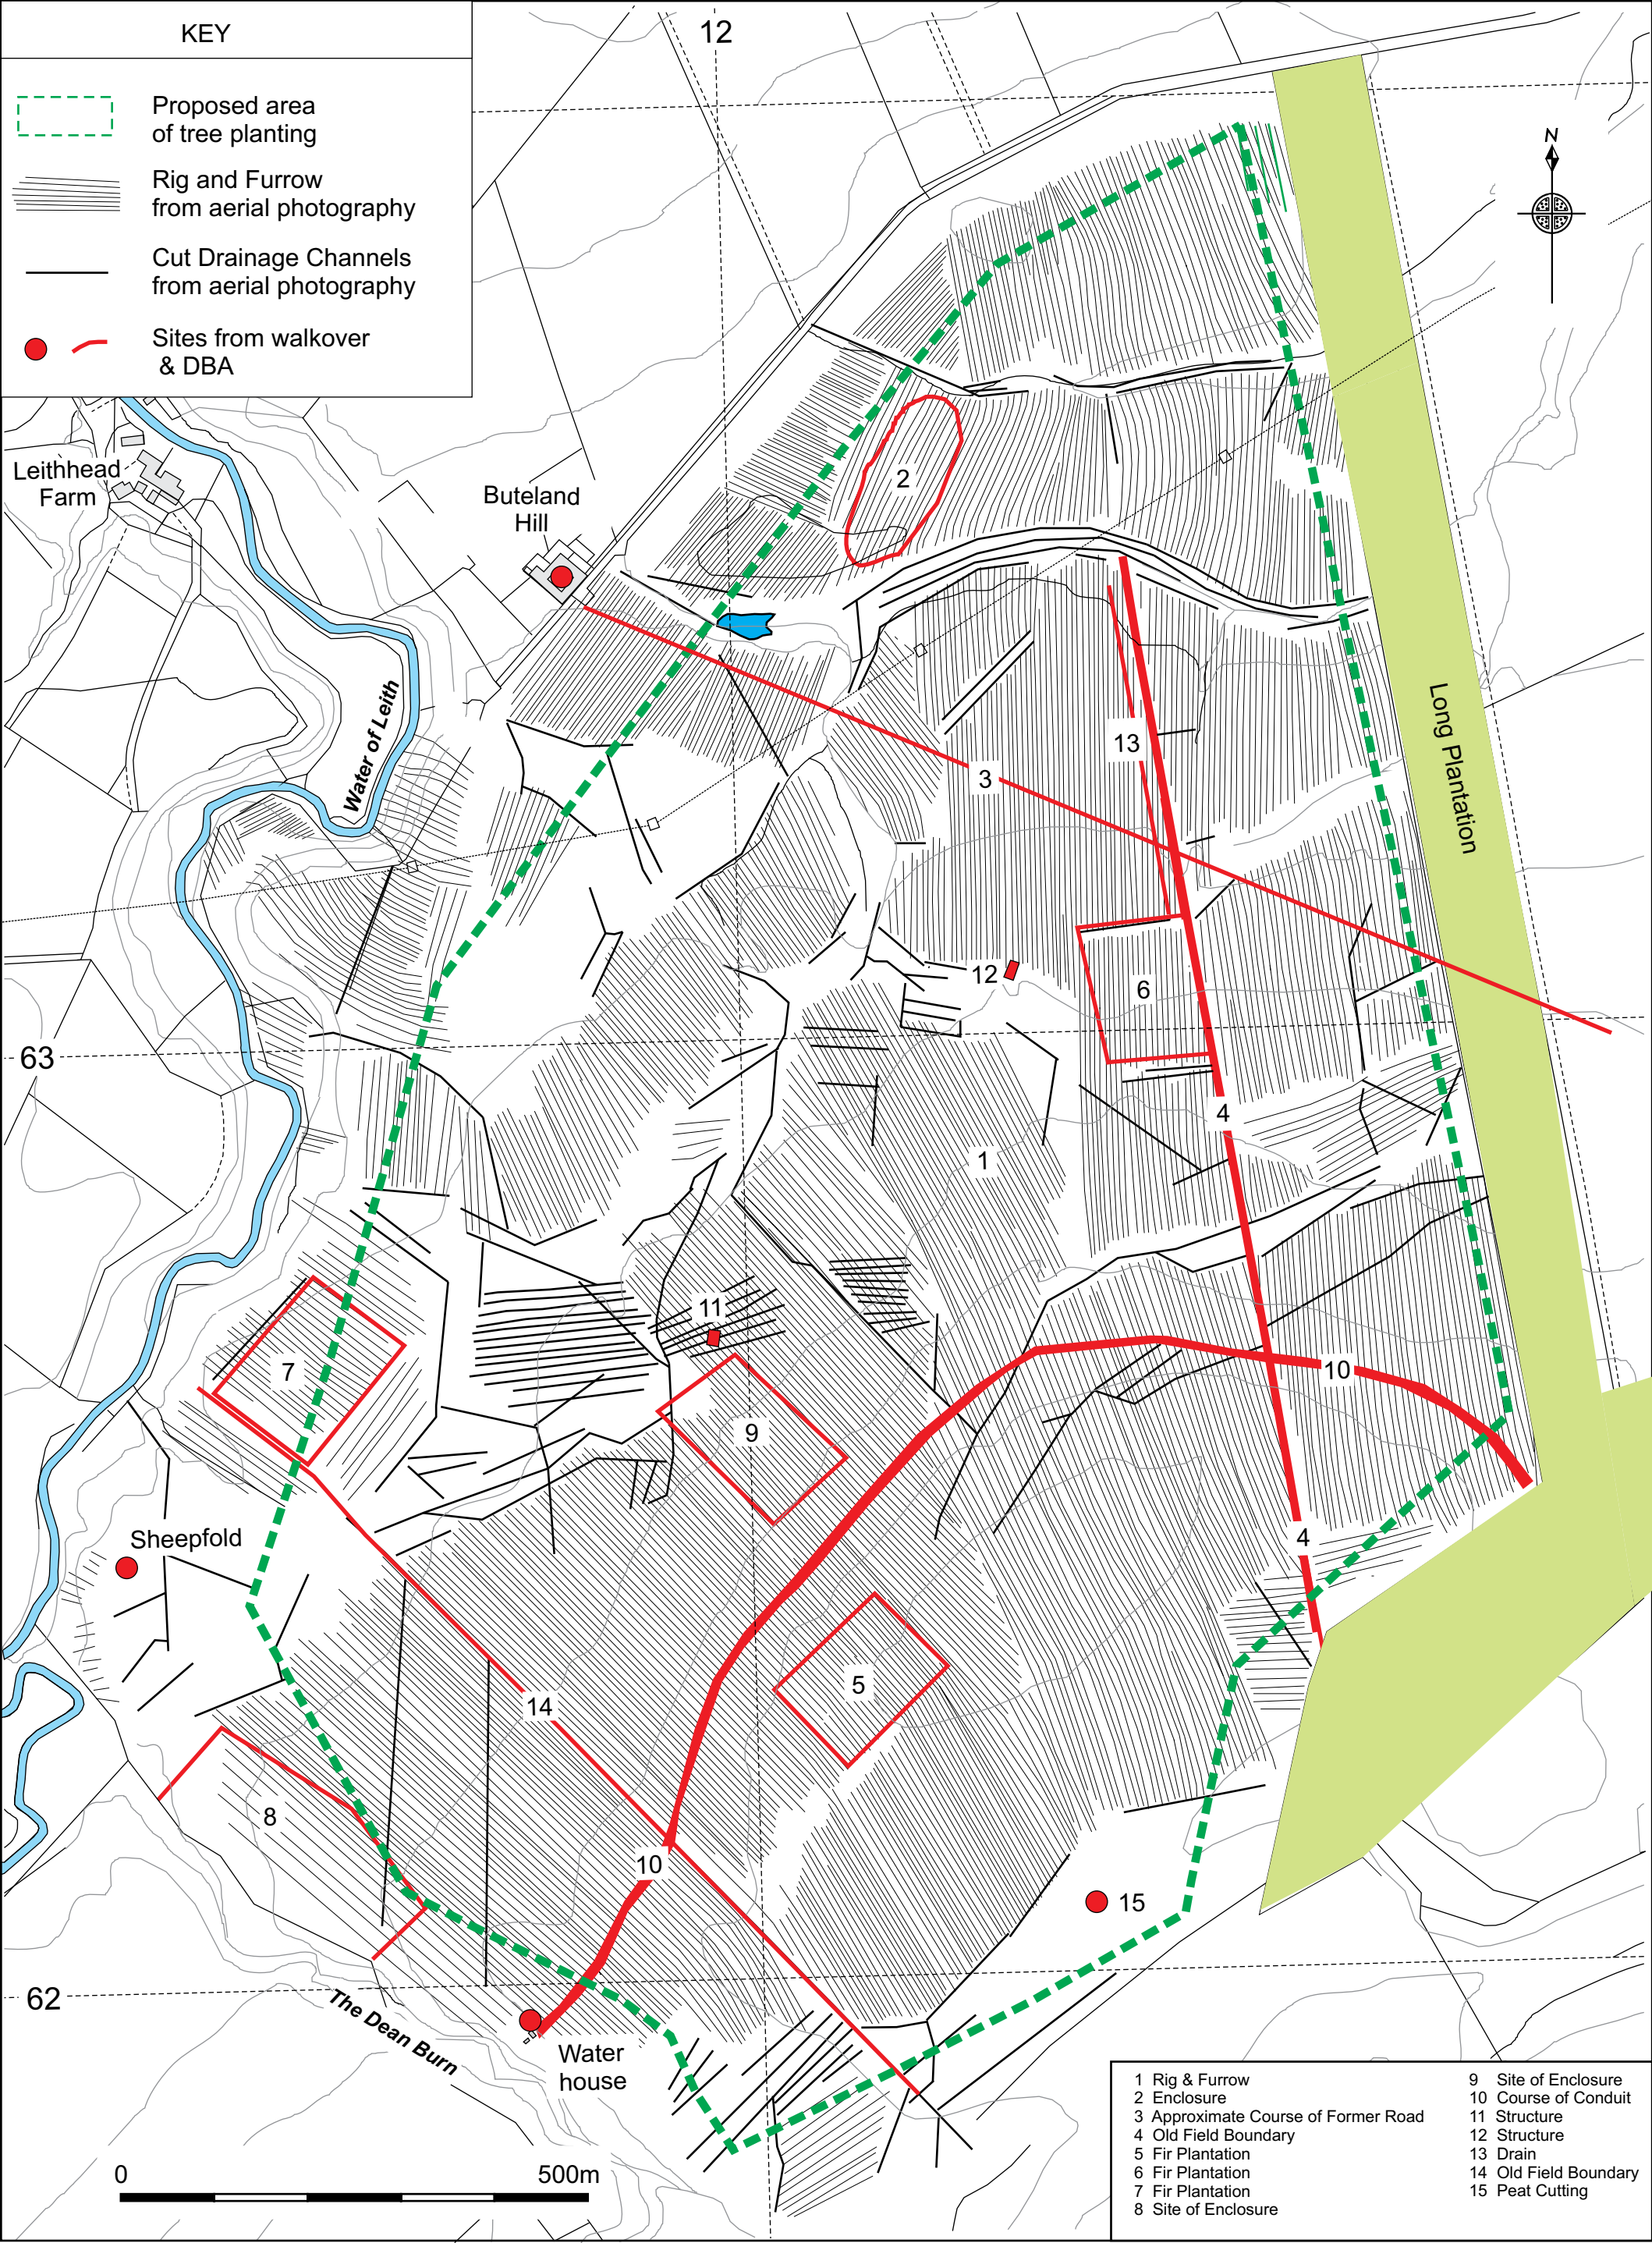 KEY
Proposed area
of tree planting
Rig and Furrow
from aerial photography
Cut Drainage Channels
from aerial photography
Sites from walkover
& DBA
12
N
Leithhead
Farm
Buteland
Hill
2
Water of Leith
Long Plantation
13
3
12
6
63
4
1
11
7
10
9
Sheepfold
4
5
14
8
10
15
62
The Dean Burn
Water
house
0
500m
1 Rig & Furrow
2 Enclosure
3 Approximate Course of Former Road
4 Old Field Boundary
5 Fir Plantation
6 Fir Plantation
7 Fir Plantation
8 Site of Enclosure
9 Site of Enclosure
10 Course of Conduit
11 Structure
12 Structure
13 Drain
14 Old Field Boundary
15 Peat Cutting